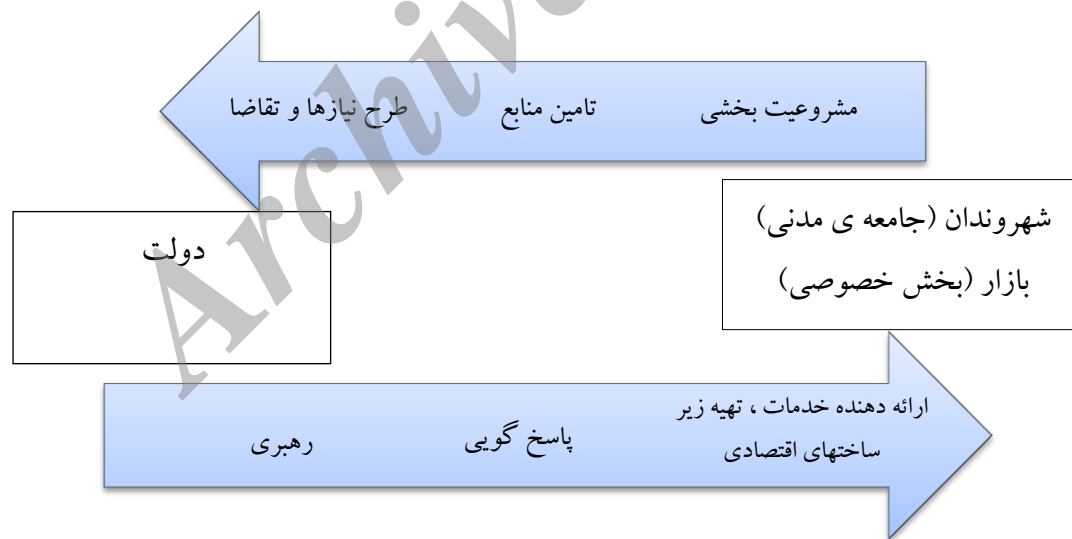 مشروعیت بخشی تامین منابع طرح نیازها و تقاضا
شهروندان (جامعه ی مدنی)
بازار (بخش خصوصی)
دولت
ارائه دهنده خدمات ، تهیه زیر
ساختهای اقتصادی
پاسخ گویی
رهبری
Archive